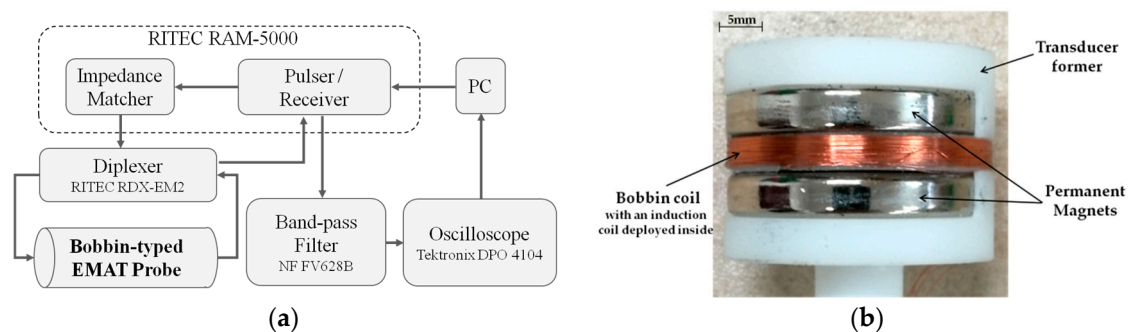 RITEC RAM-5000
Impedance
Matcher
Pulser /
Receiver
PC
Diplexer
RITEC RDX-EM2
Bobbin-typed
EMAT Probe
Band-pass
Filter
NF FV628B
Oscilloscope
Tektronix DPO 4104
(a)
5mm
Transducer
former
Bobbin coil
with an induction
coil deployed inside
Permanent
Magnets
(b)